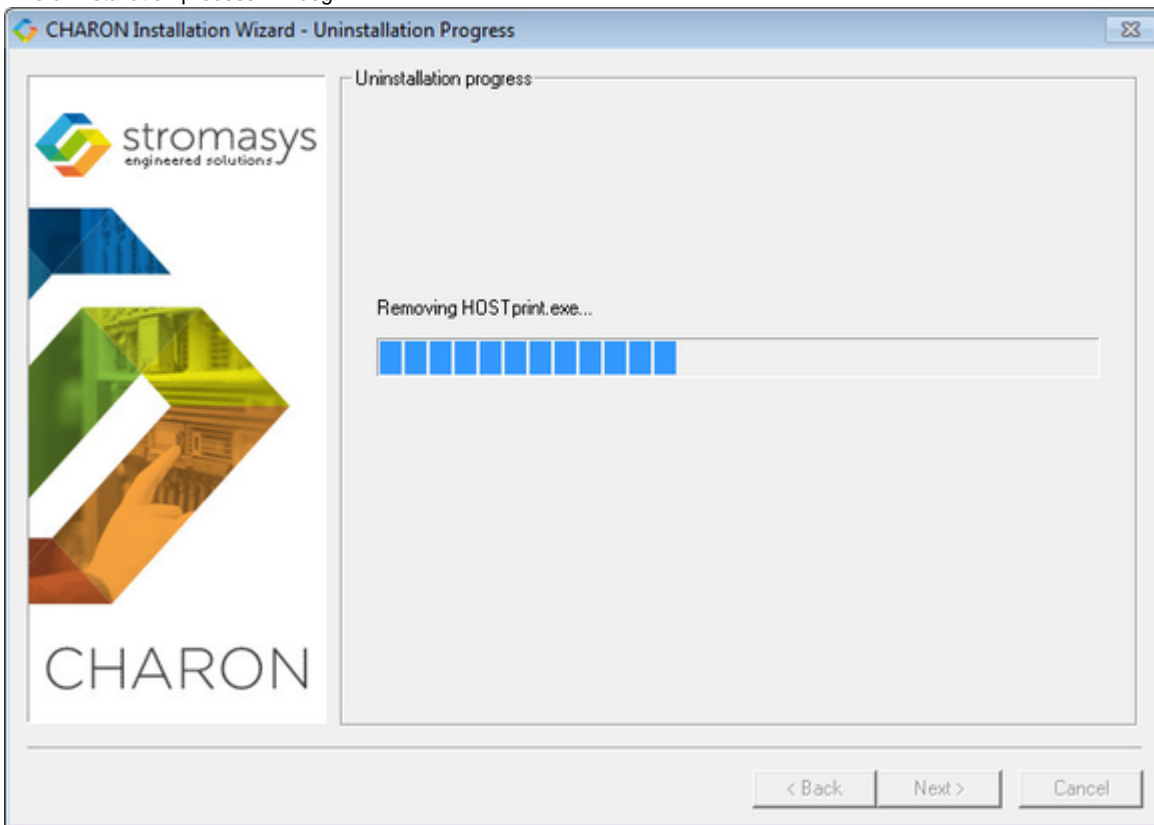 CHARON Installation Wizard - Uninstallation Progress
Uninstallation progress
stromasys
engineered solutions
Removing HOSTprint.exe...
CHARON
< Back
Next >
Cancel